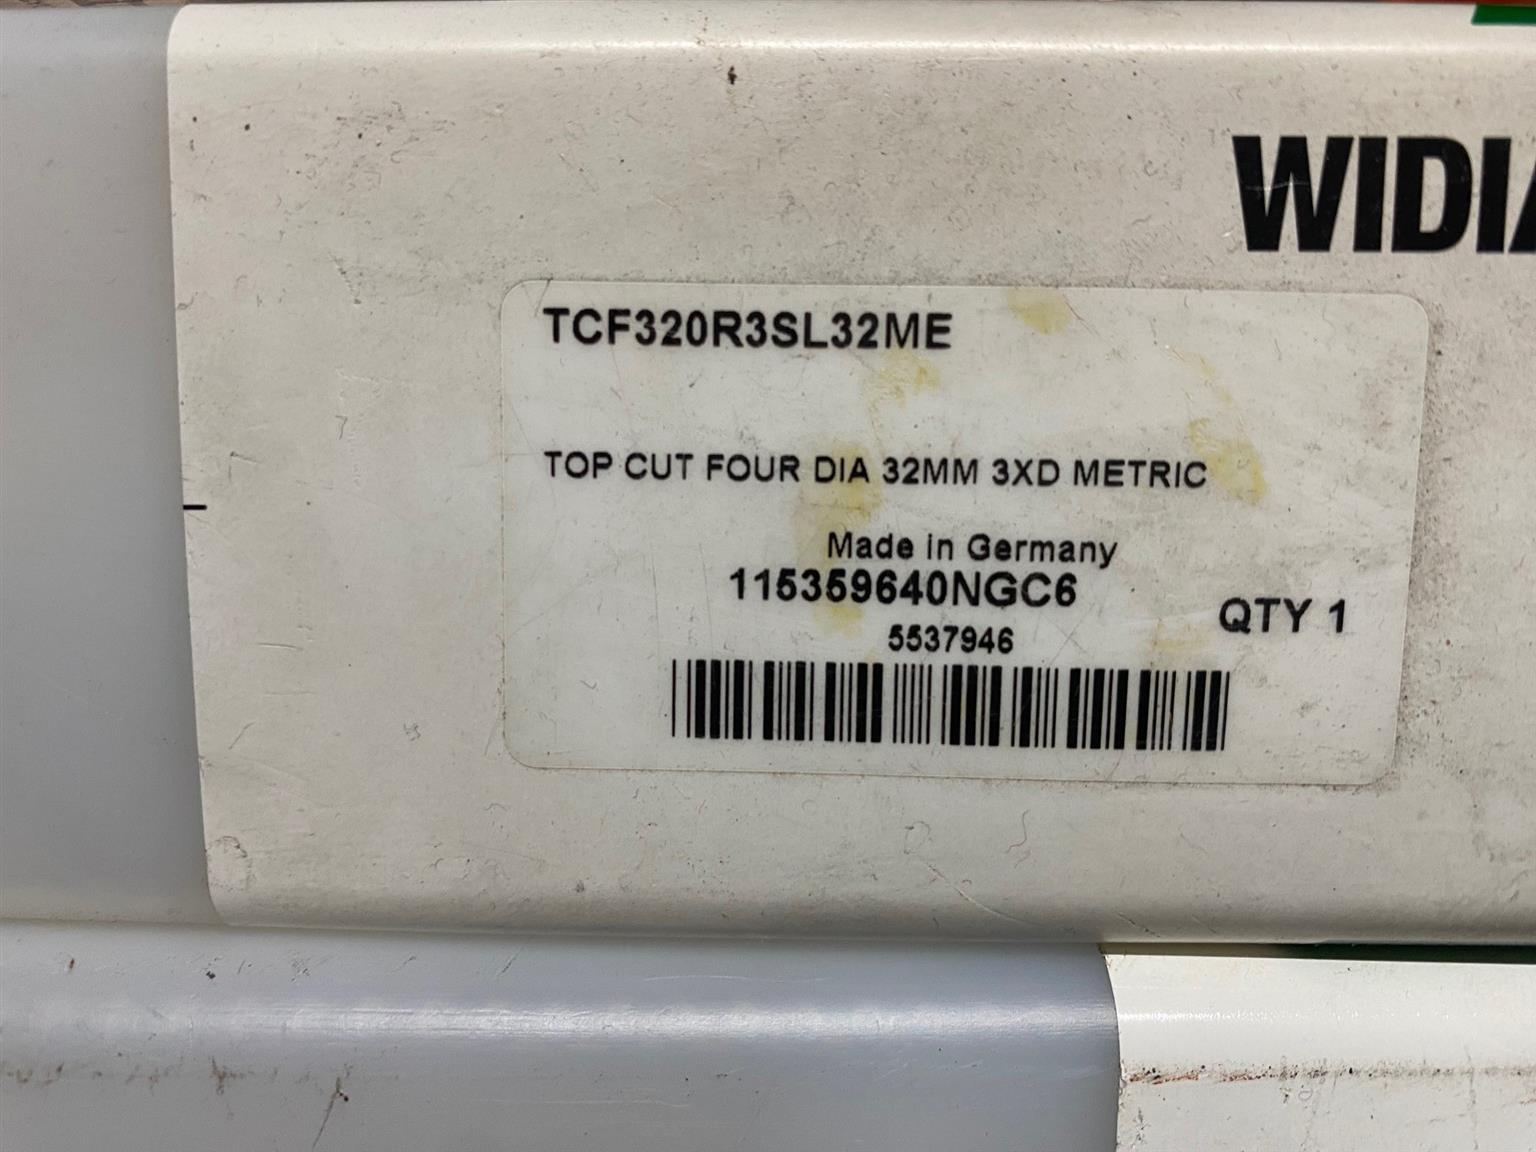 WIDIA
TCF320R3SL32ME
TOP CUT FOUR DIA 32MM 3XD METRIC
Made in Germany
115359640NGC6
QTY 1
5537946